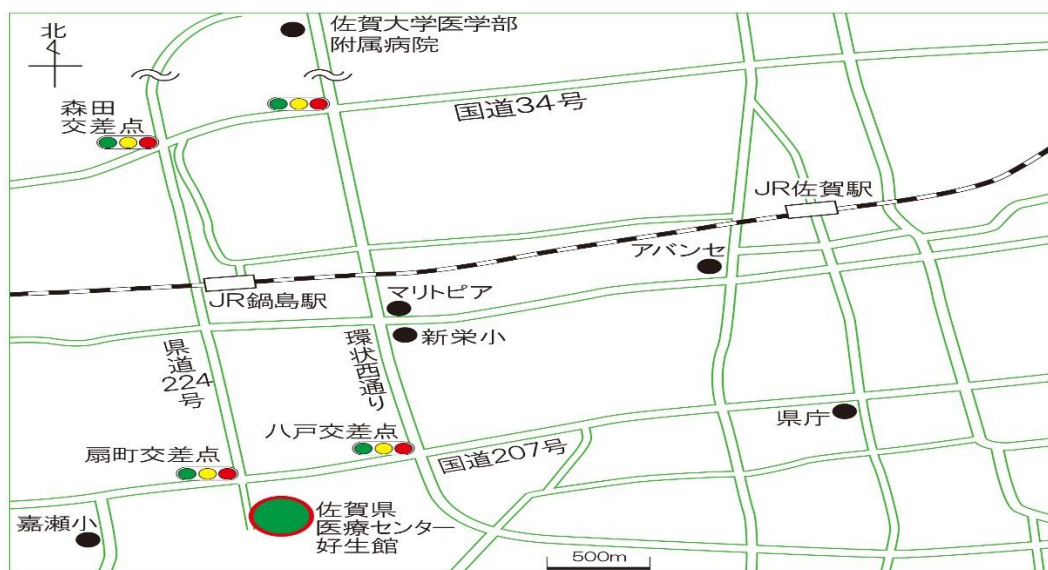 北
佐賀大学医学部
附属病院
森田
交差点
国道34号
JR佐賀駅
アバンセ
JR鍋島駅
マリトピア
新栄小
県道224号
環状西通り
県庁
八戸交差点
国道207号
扇町交差点
嘉瀬小
佐賀県
医療センター
好生館
500m